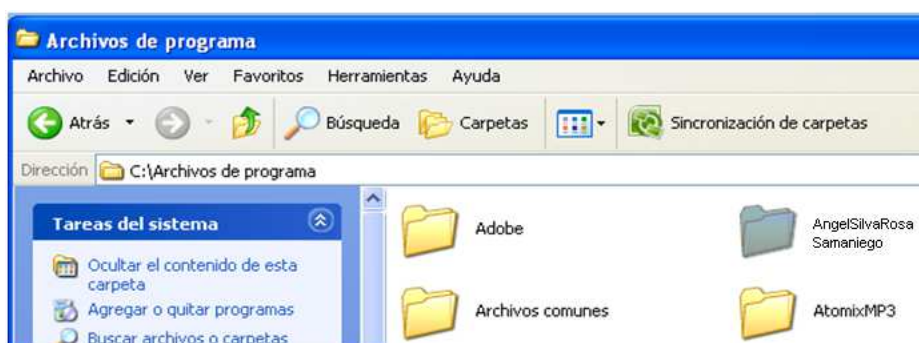 Archivos de programa
Archivo Edición Ver Favoritos Herramientas Ayuda
Atrás Búsqueda Carpetas Sincronización de carpetas
Dirección C:\Archivos de programa
Tareas del sistema
Ocultar el contenido de esta
carpeta
Agregar o quitar programas
Buscar archivos o carpetas
Adobe
AngelSilvaRosa
Samaniego
Archivos comunes
AtomixMP3